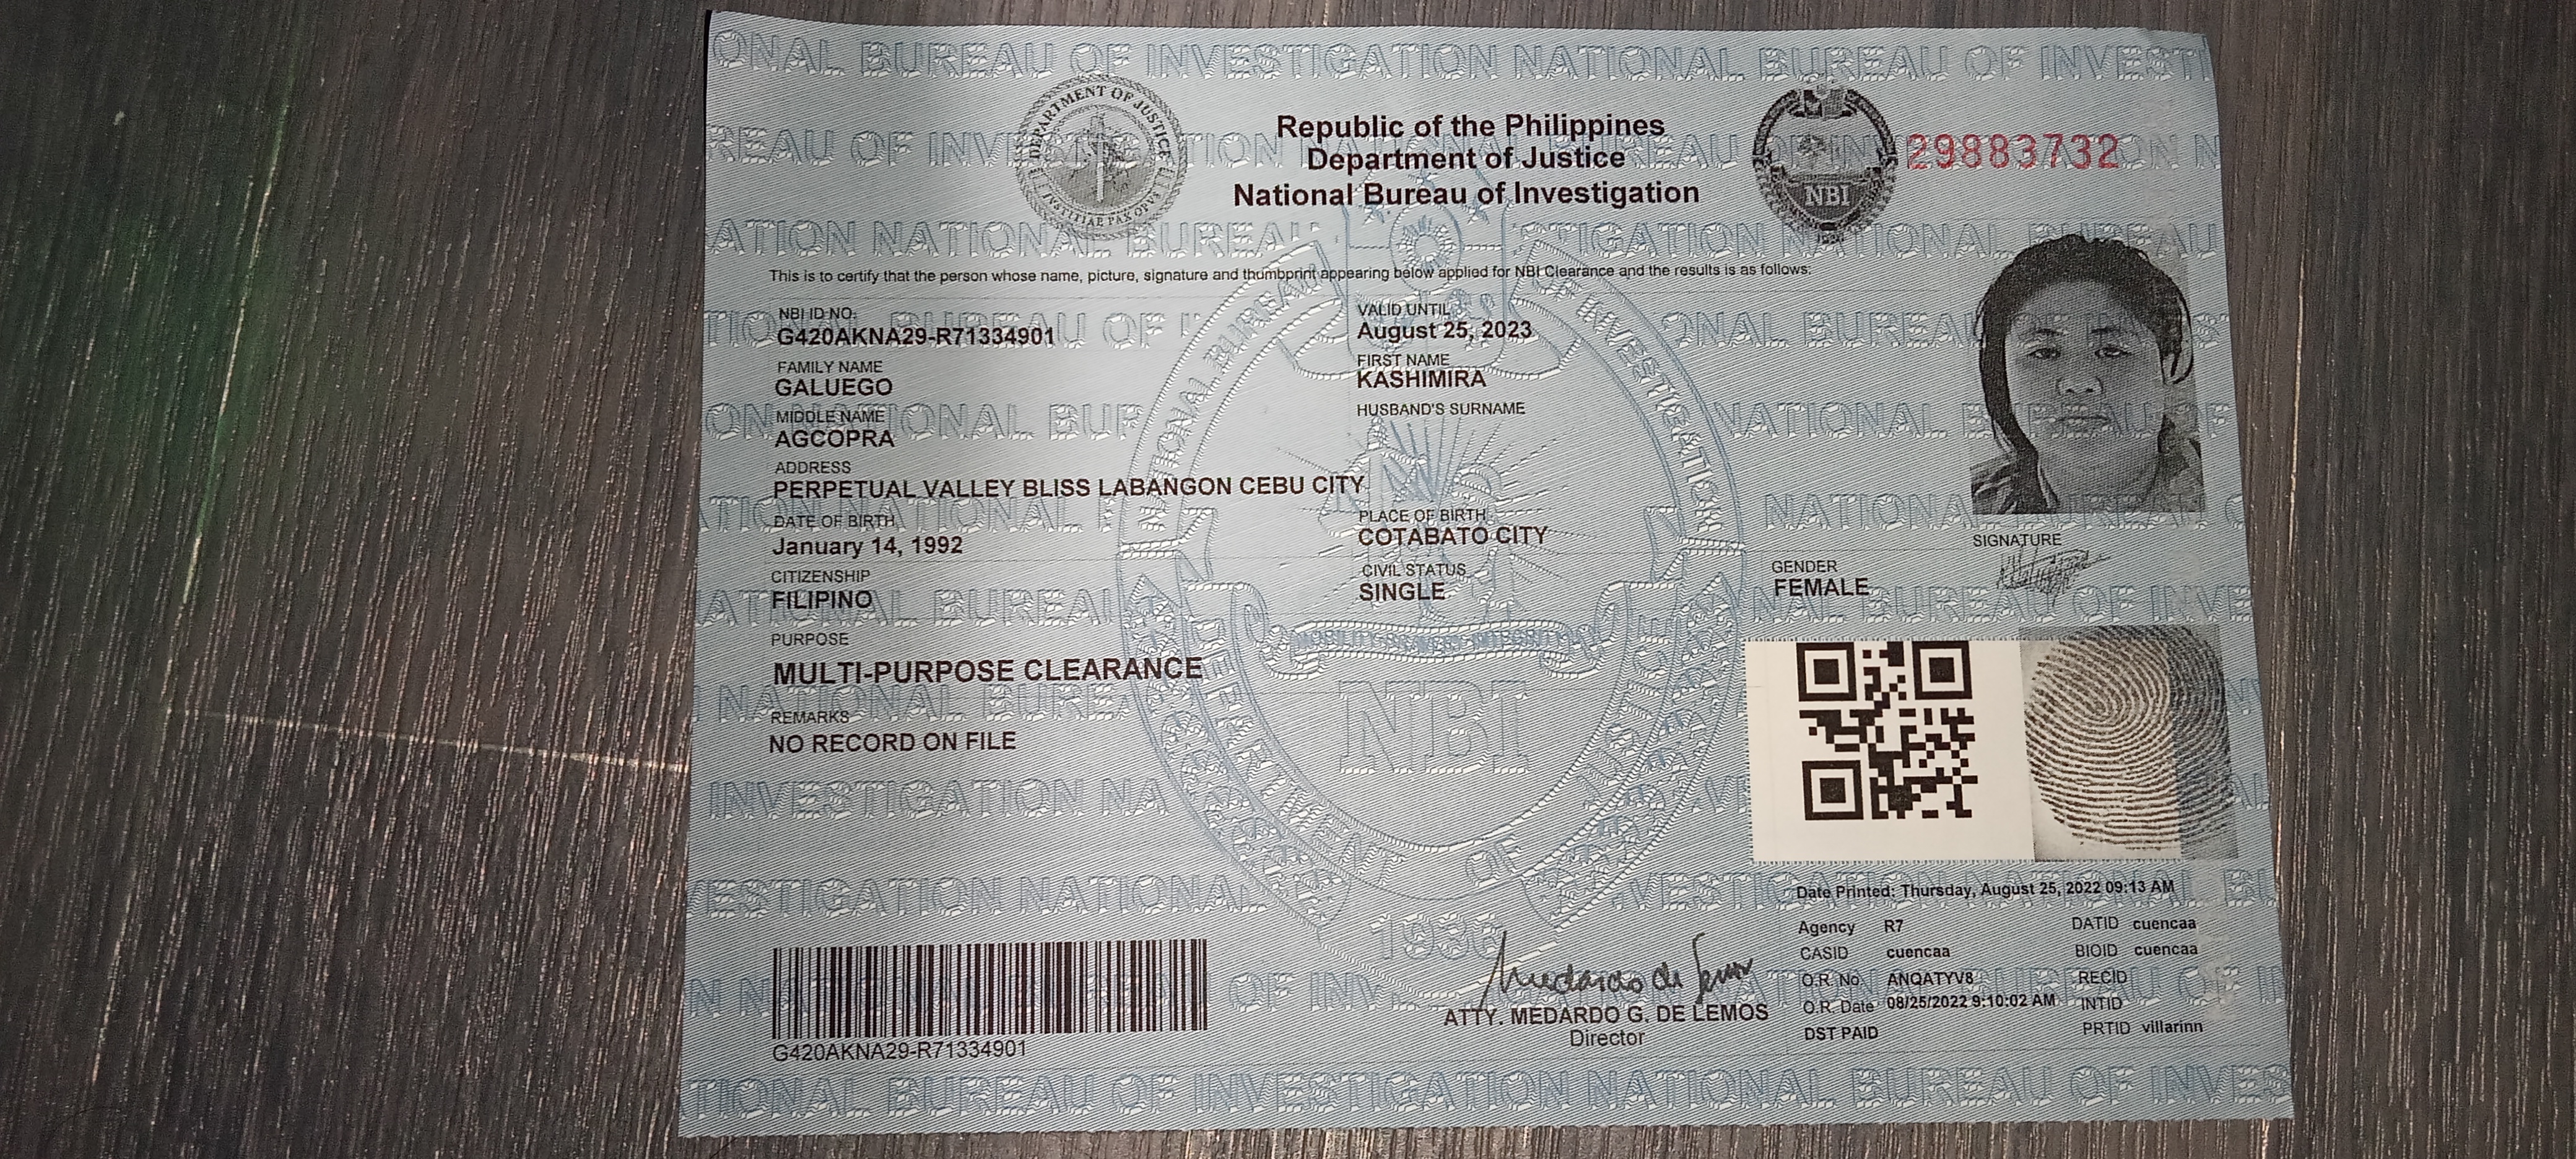 Republic of the Philippines
Department of Justice
National Bureau of Investigation
DEPARTMENT OF JUSTICE
NBI
29883732
This is to certify that the person whose name, picture, signature and thumbprint appearing below applied for NBI Clearance and the results is as follows:
NBI ID NO:
G420AKNA29-R71334901
VALID UNTIL
August 25, 2023
FAMILY NAME
GALUEGO
FIRST NAME
KASHIMIRA
MIDDLE NAME
AGCOPRA
HUSBAND'S SURNAME
ADDRESS
PERPETUAL VALLEY BLISS LABANGON CEBU CITY
DATE OF BIRTH
January 14, 1992
PLACE OF BIRTH
COTABATO CITY
CITIZENSHIP
FILIPINO
CIVIL STATUS
SINGLE
GENDER
FEMALE
SIGNATURE
PURPOSE
MULTI-PURPOSE CLEARANCE
REMARKS
NO RECORD ON FILE
NBI
1936
G420AKNA29-R71334901
ATTY. MEDARDO G. DE LEMOS
Director
Date Printed: Thursday, August 25, 2022 09:13 AM
Agency R7 DATID cuencaa
CASID cuencaa BIOID cuencaa
O.R. No. ANQATYV8 RECID
O.R. Date 08/25/2022 9:10:02 AM INTID
DST PAID PRTID villarinn